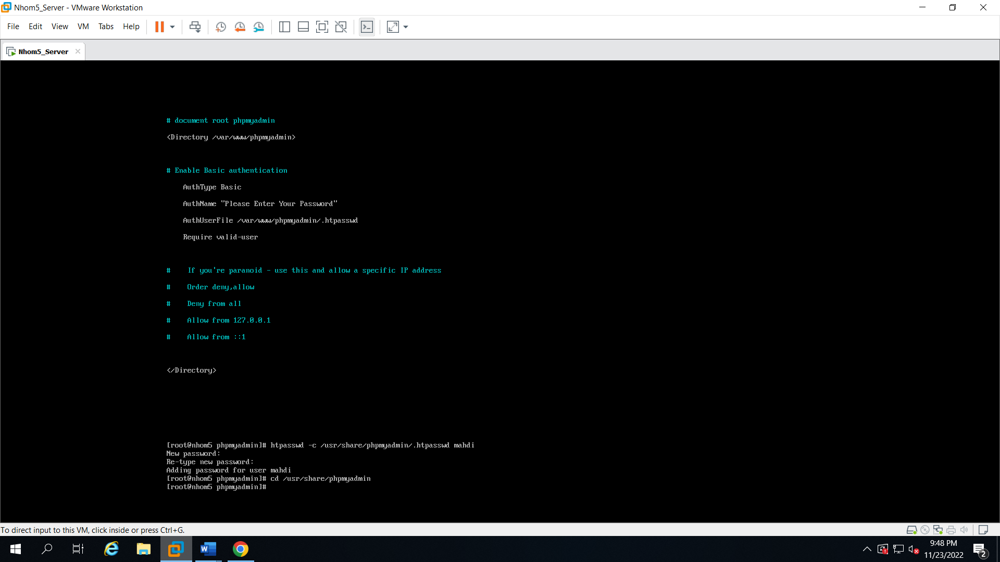 Nhom5_Server - VMware Workstation
File Edit View VM Tabs Help
Nhom5_Server
# document root phpmyadmin
<Directory /var/www/phpmyadmin>
# Enable Basic authentication
AuthType Basic
AuthName "Please Enter Your Password"
AuthUserFile /var/www/phpmyadmin/.htpasswd
Require valid-user
# If you're paranoid - use this and allow a specific IP address
# Order deny,allow
# Deny from all
# Allow from 127.0.0.1
# Allow from ::1
</Directory>
[root@nhom5 phpmyadmin]# htpasswd -c /usr/share/phpmyadmin/.htpasswd mahdi
New password:
Re-type new password:
Adding password for user mahdi
[root@nhom5 phpmyadmin]# cd /usr/share/phpmyadmin
[root@nhom5 phpmyadmin]#
To direct input to this VM, click inside or press Ctrl+G.
9:48 PM
11/23/2022
2